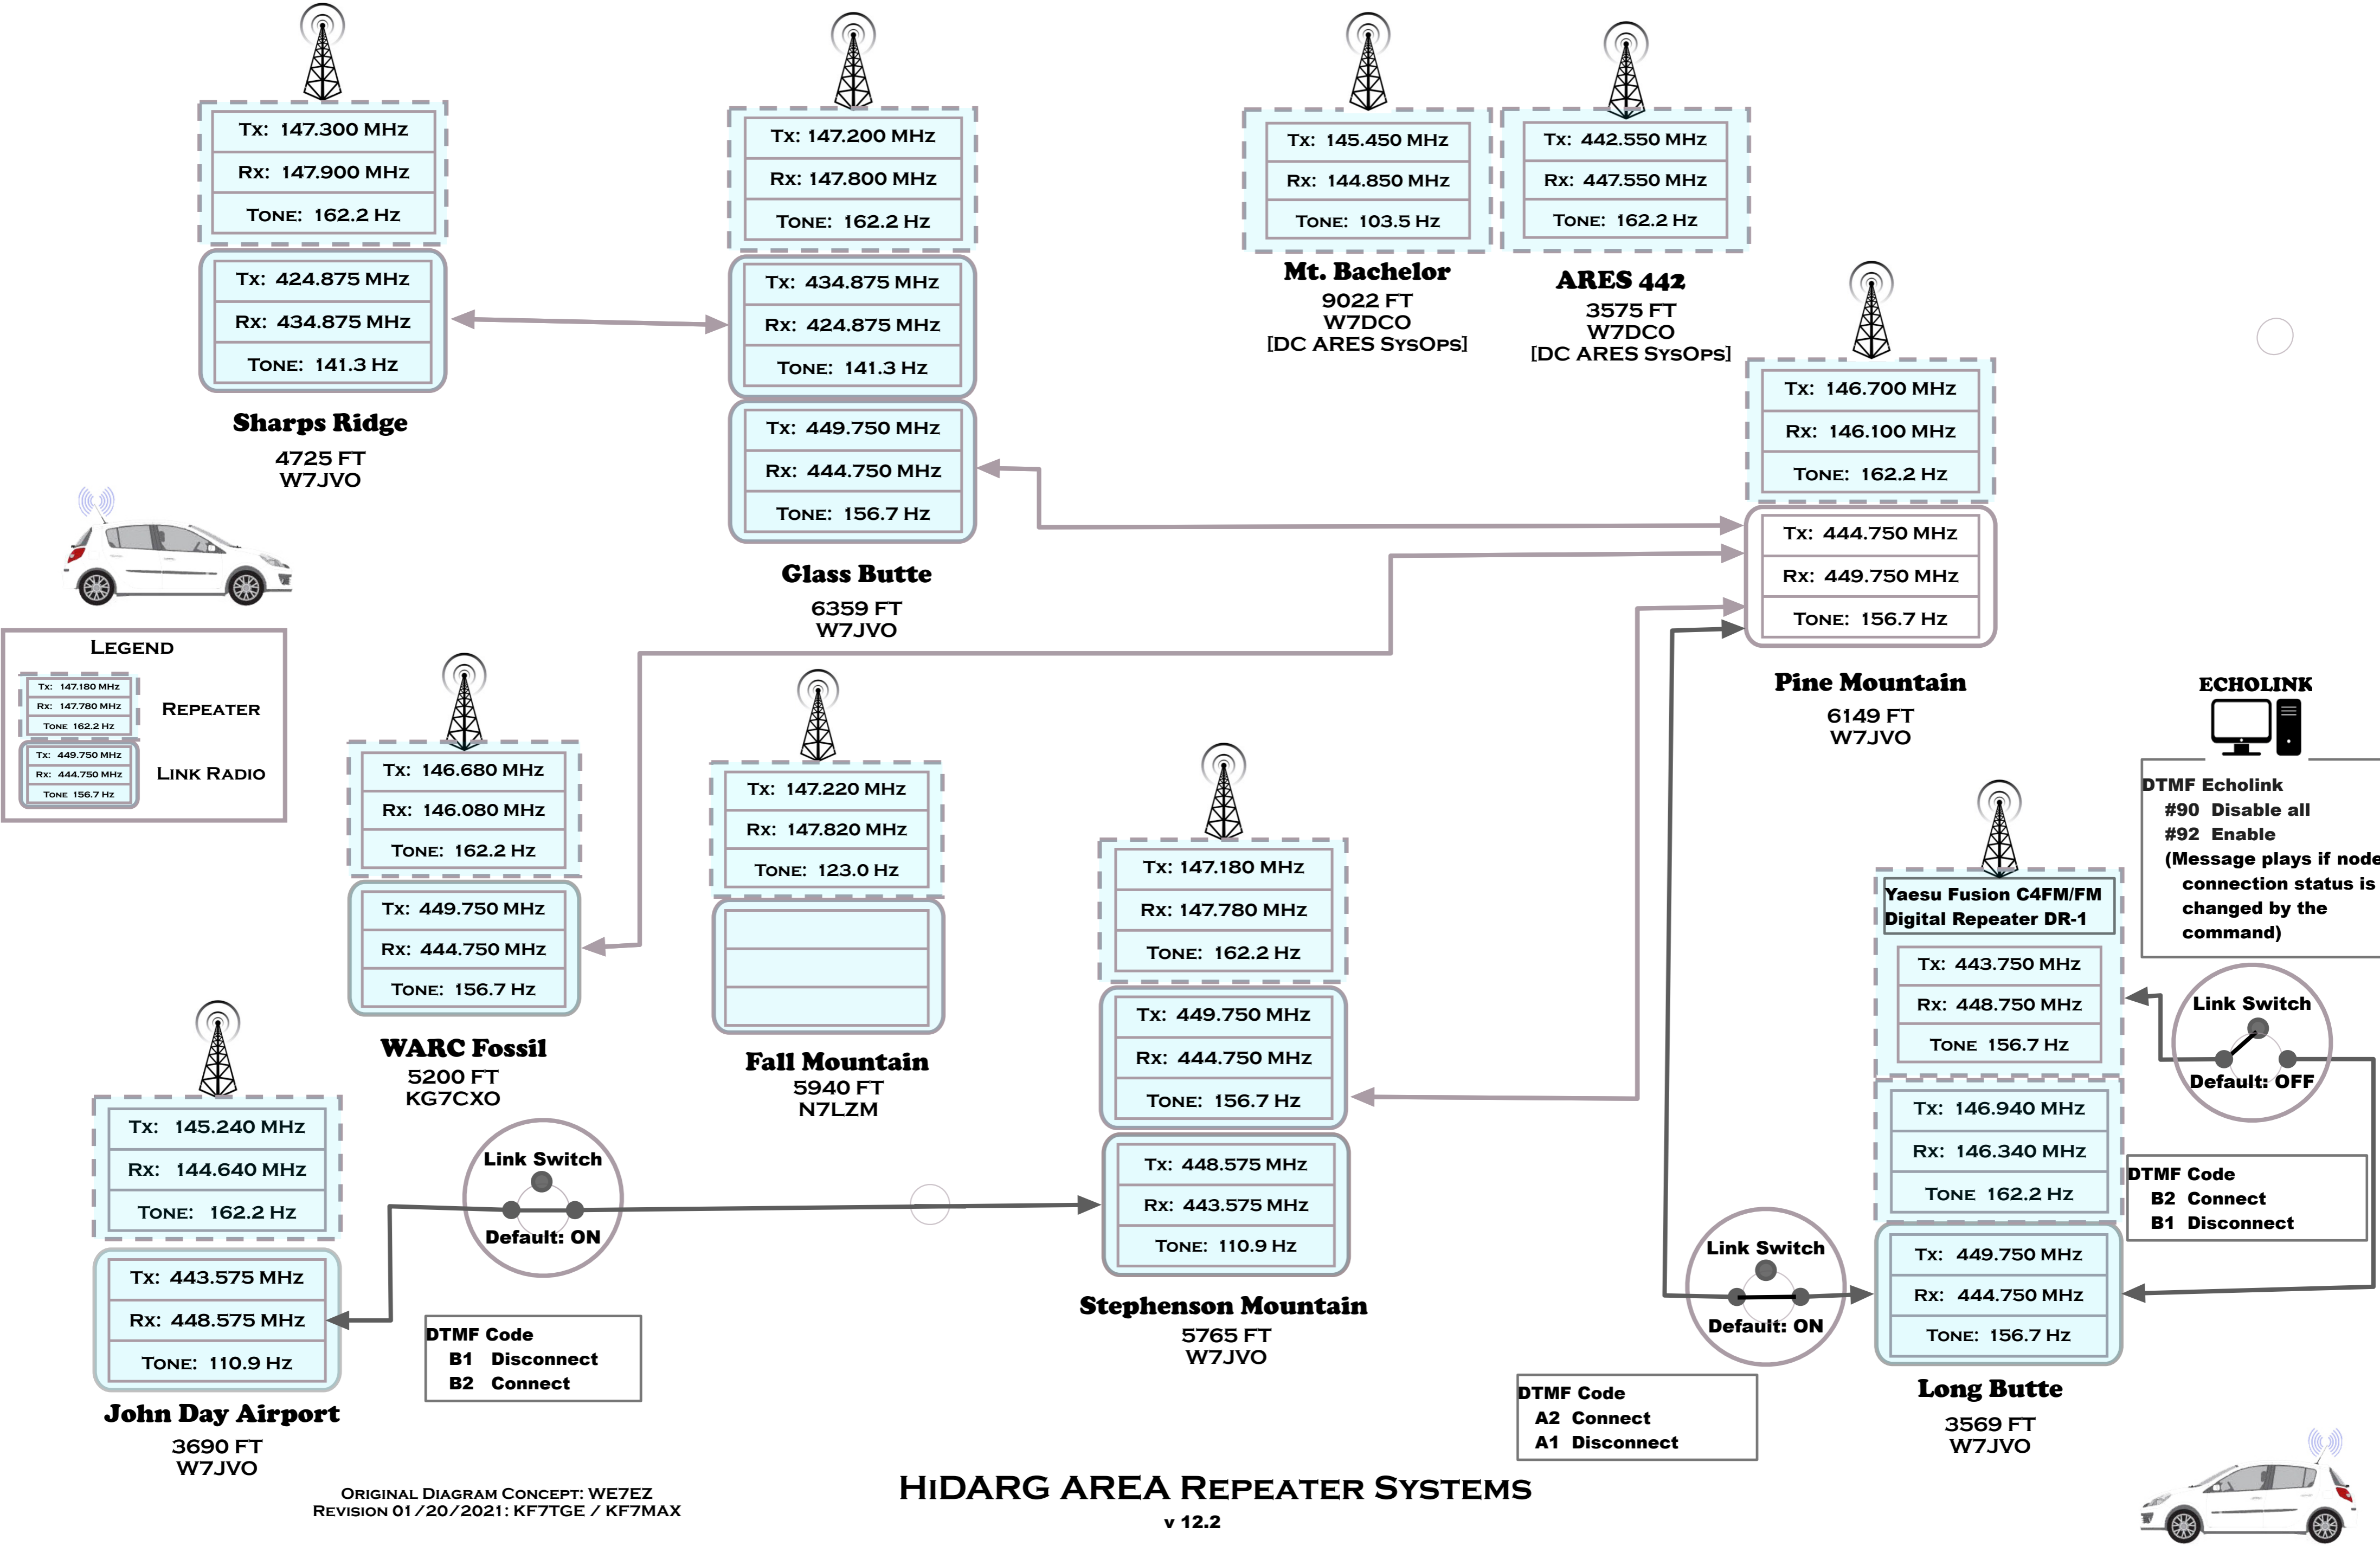 Tx: 147.300 MHz
Rx: 147.900 MHz
Tone: 162.2 Hz
Tx: 424.875 MHz
Rx: 434.875 MHz
Tone: 141.3 Hz
Sharps Ridge
4725 FT
W7JVO
Tx: 147.200 MHz
Rx: 147.800 MHz
Tone: 162.2 Hz
Tx: 434.875 MHz
Rx: 424.875 MHz
Tone: 141.3 Hz
Tx: 449.750 MHz
Rx: 444.750 MHz
Tone: 156.7 Hz
Glass Butte
6359 FT
W7JVO
Tx: 145.450 MHz
Rx: 144.850 MHz
Tone: 103.5 Hz
Mt. Bachelor
9022 FT
W7DCO
[DC ARES SysOps]
Tx: 442.550 MHz
Rx: 447.550 MHz
Tone: 162.2 Hz
ARES 442
3575 FT
W7DCO
[DC ARES SysOps]
Tx: 146.700 MHz
Rx: 146.100 MHz
Tone: 162.2 Hz
Tx: 444.750 MHz
Rx: 449.750 MHz
Tone: 156.7 Hz
Pine Mountain
6149 FT
W7JVO
Legend
Tx: 147.180 MHz
Rx: 147.780 MHz
Tone 162.2 Hz
Repeater
Tx: 449.750 MHz
Rx: 444.750 MHz
Tone 156.7 Hz
Link Radio
Tx: 146.680 MHz
Rx: 146.080 MHz
Tone: 162.2 Hz
Tx: 449.750 MHz
Rx: 444.750 MHz
Tone: 156.7 Hz
WARC Fossil
5200 FT
KG7CXO
Tx: 147.220 MHz
Rx: 147.820 MHz
Tone: 123.0 Hz
Fall Mountain
5940 FT
N7LZM
Tx: 147.180 MHz
Rx: 147.780 MHz
Tone: 162.2 Hz
Tx: 449.750 MHz
Rx: 444.750 MHz
Tone: 156.7 Hz
Tx: 448.575 MHz
Rx: 443.575 MHz
Tone: 110.9 Hz
Stephenson Mountain
5765 FT
W7JVO
ECHOLINK
DTMF Echolink
#90 Disable all
#92 Enable
(Message plays if node
connection status is
changed by the
command)
Yaesu Fusion C4FM/FM
Digital Repeater DR-1
Tx: 443.750 MHz
Rx: 448.750 MHz
Tone 156.7 Hz
Link Switch
Default: OFF
Tx: 146.940 MHz
Rx: 146.340 MHz
Tone 162.2 Hz
DTMF Code
B2 Connect
B1 Disconnect
Tx: 449.750 MHz
Rx: 444.750 MHz
Tone: 156.7 Hz
Long Butte
3569 FT
W7JVO
Link Switch
Default: ON
DTMF Code
A2 Connect
A1 Disconnect
Tx: 145.240 MHz
Rx: 144.640 MHz
Tone: 162.2 Hz
Tx: 443.575 MHz
Rx: 448.575 MHz
Tone: 110.9 Hz
John Day Airport
3690 FT
W7JVO
Link Switch
Default: ON
DTMF Code
B1 Disconnect
B2 Connect
Original Diagram Concept: WE7EZ
Revision 01/20/2021: KF7TGE / KF7MAX
HiDARG AREA Repeater Systems
v 12.2